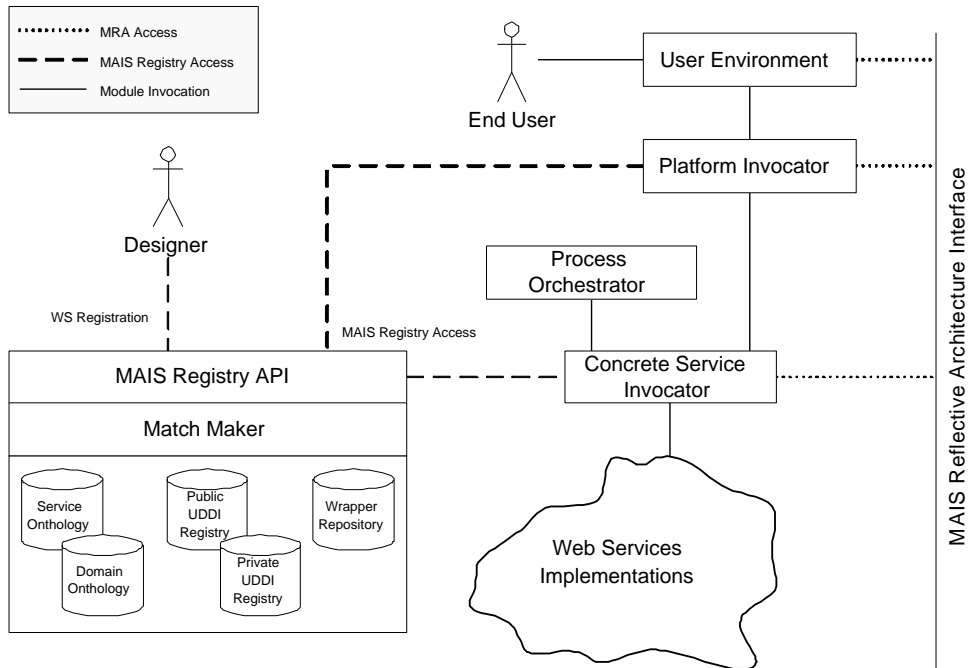 MRA Access
MAIS Registry Access
Module Invocation
End User
User Environment
Platform Invocator
Designer
Process
Orchestrator
WS Registration
MAIS Registry Access
MAIS Registry API
Concrete Service
Invocator
Match Maker
Service
Onthology
Public
UDDI
Registry
Wrapper
Repository
Domain
Onthology
Private
UDDI
Registry
Web Services
Implementations
MAIS Reflective Architecture Interface